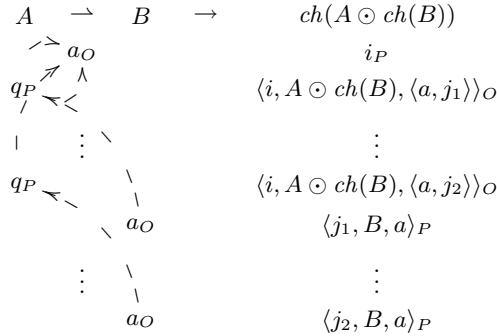 A ⇀ B → ch(A ⊙ ch(B))
a_O i_P
q_P ⟨i, A ⊙ ch(B), ⟨a, j_1⟩⟩_O
⋮ ⋮
q_P ⟨i, A ⊙ ch(B), ⟨a, j_2⟩⟩_O
a_O ⟨j_1, B, a⟩_P
⋮ ⋮
a_O ⟨j_2, B, a⟩_P